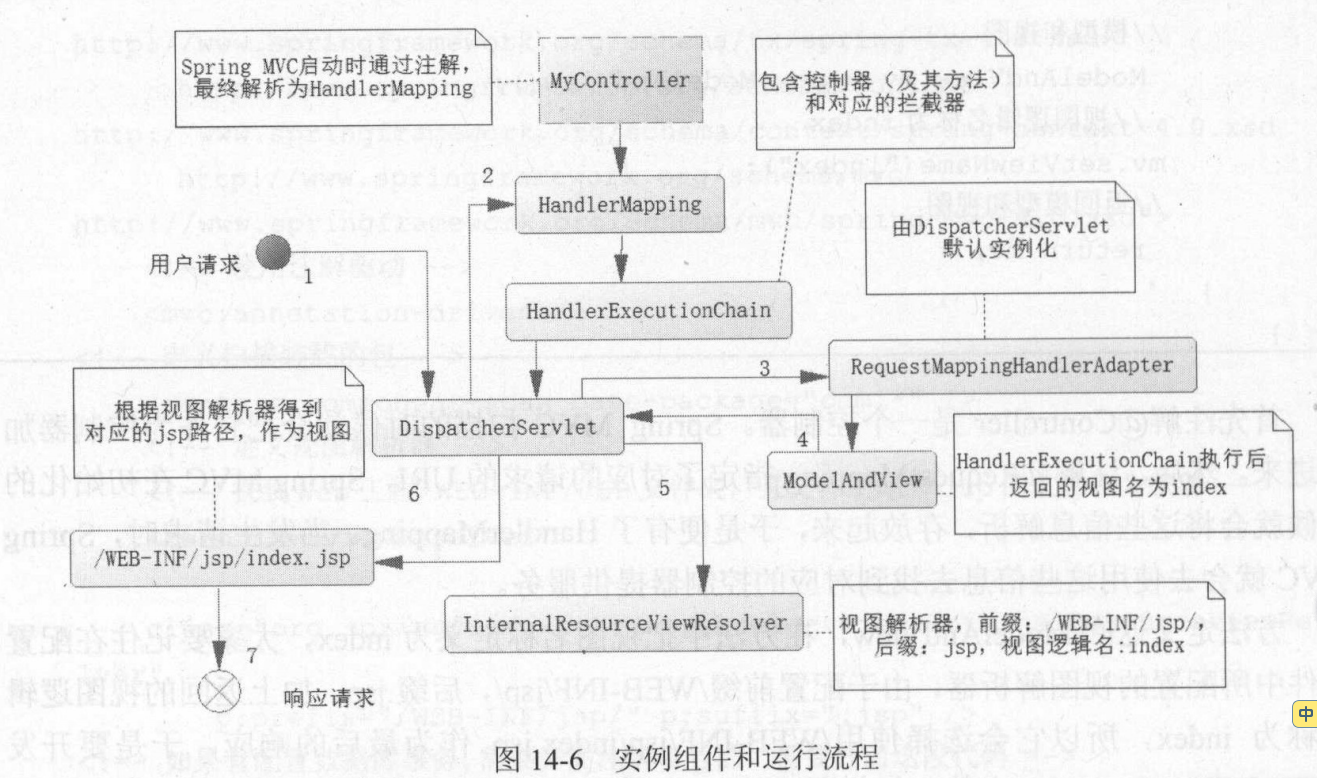 Spring MVC启动时通过注解，
最终解析为HandlerMapping
MyController
包含控制器（及其方法）
和对应的拦截器
2
HandlerMapping
由DispatcherServlet
默认实例化
用户请求
1
HandlerExecutionChain
3
RequestMappingHandlerAdapter
根据视图解析器得到
对应的jsp路径，作为视图
DispatcherServlet
4
ModelAndView
HandlerExecutionChain执行后
返回的视图名为index
6
5
/WEB-INF/jsp/index.jsp
InternalResourceViewResolver
视图解析器，前缀：/WEB-INF/jsp/，
后缀：jsp，视图逻辑名:index
7
响应请求
中
图 14-6 实例组件和运行流程